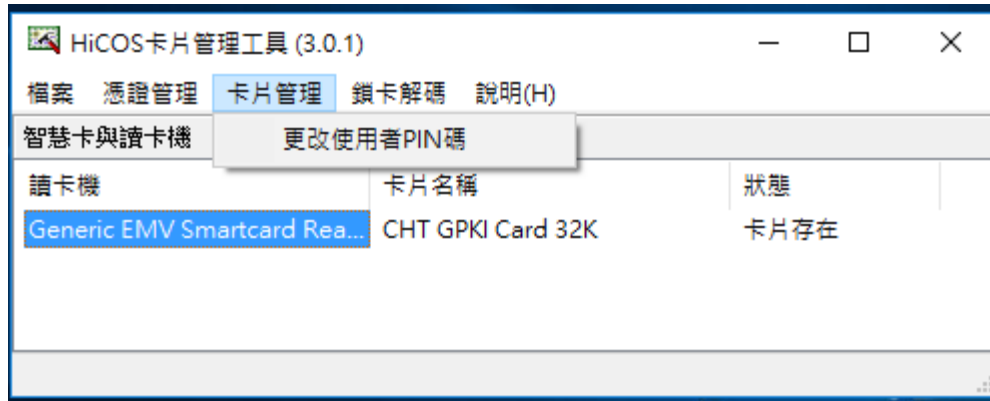 HiCOS卡片管理工具 (3.0.1)
檔案 憑證管理 卡片管理 鎖卡解碼 說明(H)
智慧卡與讀卡機 更改使用者PIN碼
讀卡機 卡片名稱 狀態
Generic EMV Smartcard Rea... CHT GPKI Card 32K 卡片存在